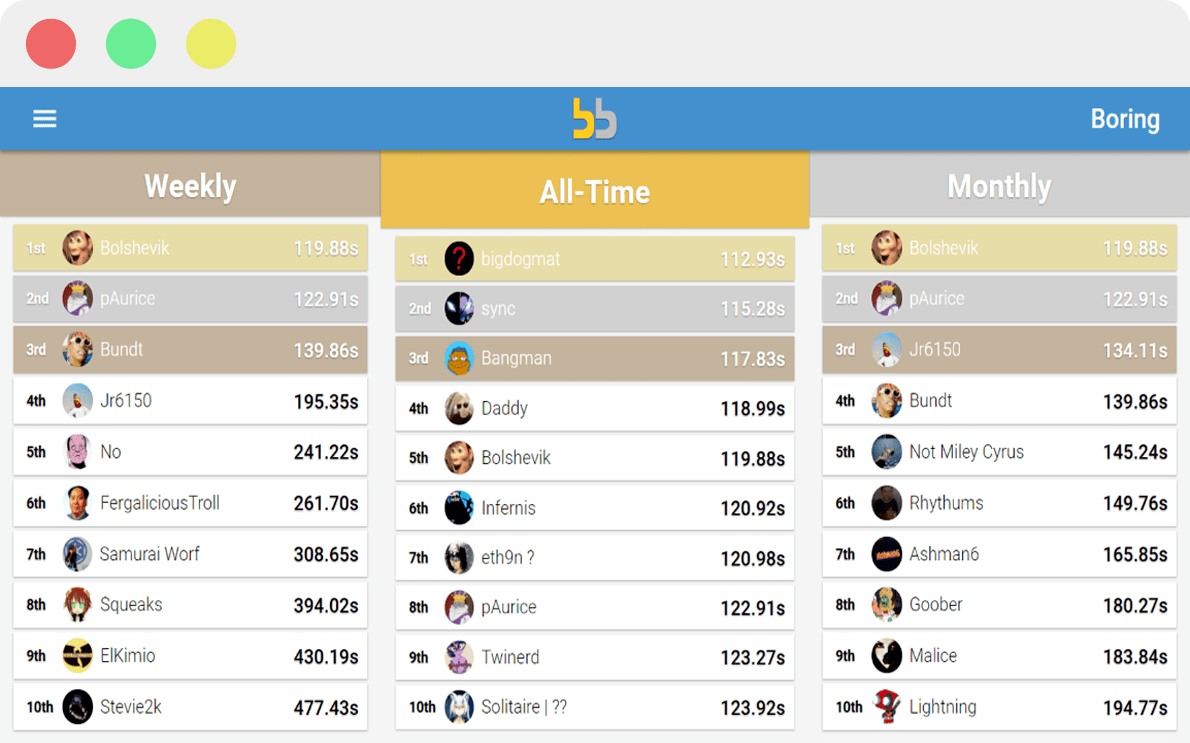 bb
Boring
Weekly
1st Bolshevik 119.88s
2nd pAurice 122.91s
3rd Bundt 139.86s
4th Jr6150 195.35s
5th No 241.22s
6th FergaliciousTroll 261.70s
7th Samurai Worf 308.65s
8th Squeaks 394.02s
9th ElKimio 430.19s
10th Stevie2k 477.43s
All-Time
1st ? bigdogmat 112.93s
2nd sync 115.28s
3rd Bangman 117.83s
4th Daddy 118.99s
5th Bolshevik 119.88s
6th Infernis 120.92s
7th eth9n ? 120.98s
8th pAurice 122.91s
9th Twinerd 123.27s
10th Solitaire | ?? 123.92s
Monthly
1st Bolshevik 119.88s
2nd pAurice 122.91s
3rd Jr6150 134.11s
4th Bundt 139.86s
5th Not Miley Cyrus 145.24s
6th Rhythums 149.76s
7th Ashman6 165.85s
8th Goober 180.27s
9th Malice 183.84s
10th Lightning 194.77s